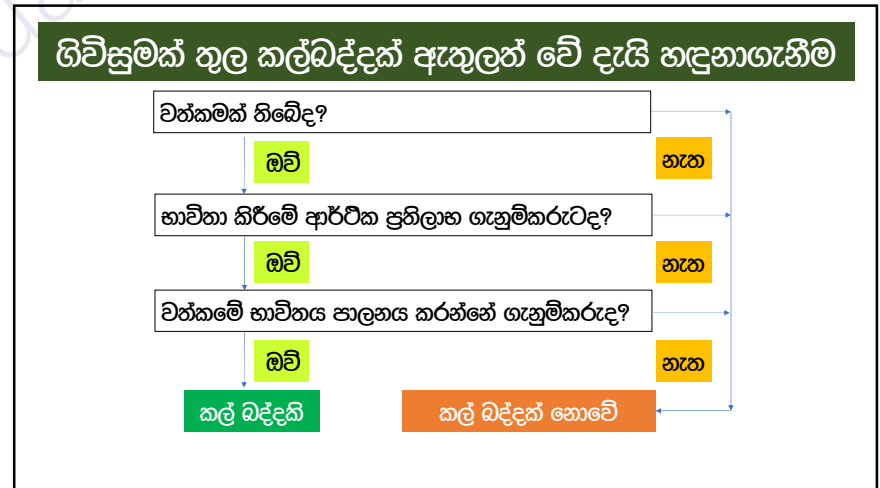 ගිවිසුමක් තුල කල්බද්දක් ඇතුලත් වේ දැයි හඳුනාගැනීම
වත්කමක් තිබේද?
ඔව්
නැත
භාවිතා කිරීමේ ආර්ථික ප්‍රතිලාභ ගැනුම්කරුටද?
ඔව්
නැත
වත්කමේ භාවිතය පාලනය කරන්නේ ගැනුම්කරුද?
ඔව්
නැත
කල් බද්දකි
කල් බද්දක් නොවේ